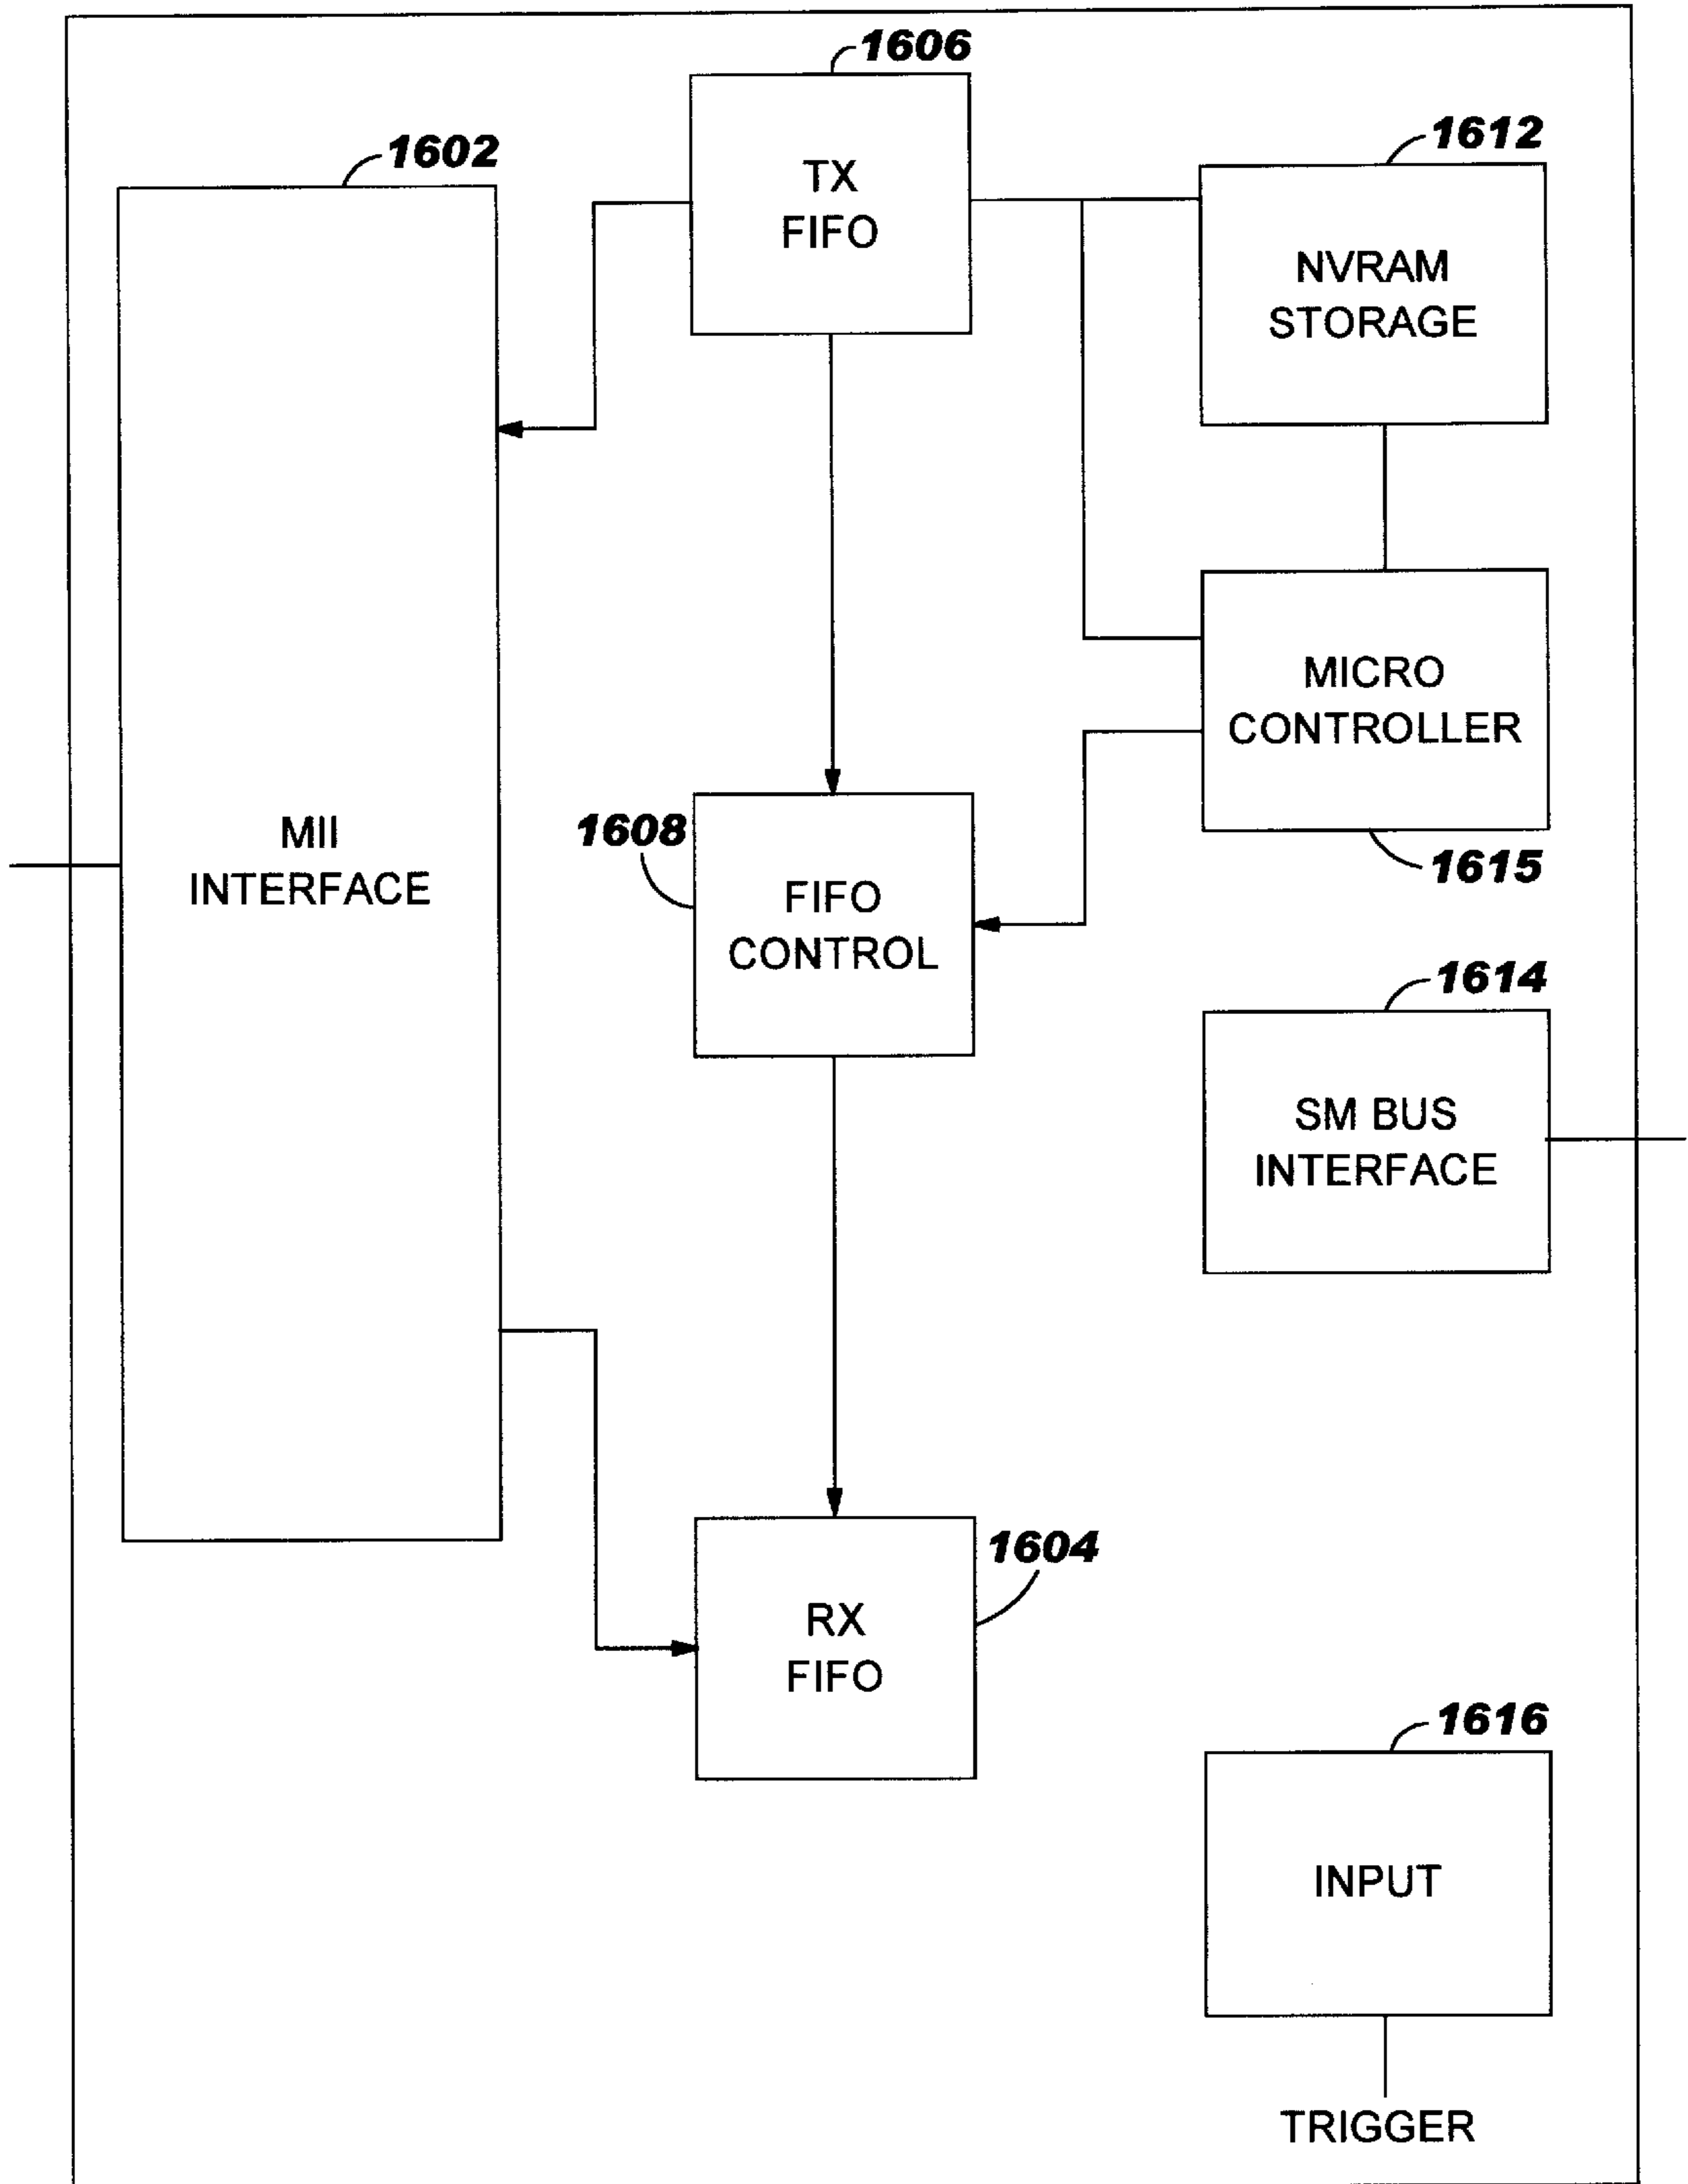 1606
1602
1612
TX
FIFO
NVRAM
STORAGE
MICRO
CONTROLLER
1615
MII
INTERFACE
1608
FIFO
CONTROL
1614
SM BUS
INTERFACE
1604
RX
FIFO
1616
INPUT
TRIGGER